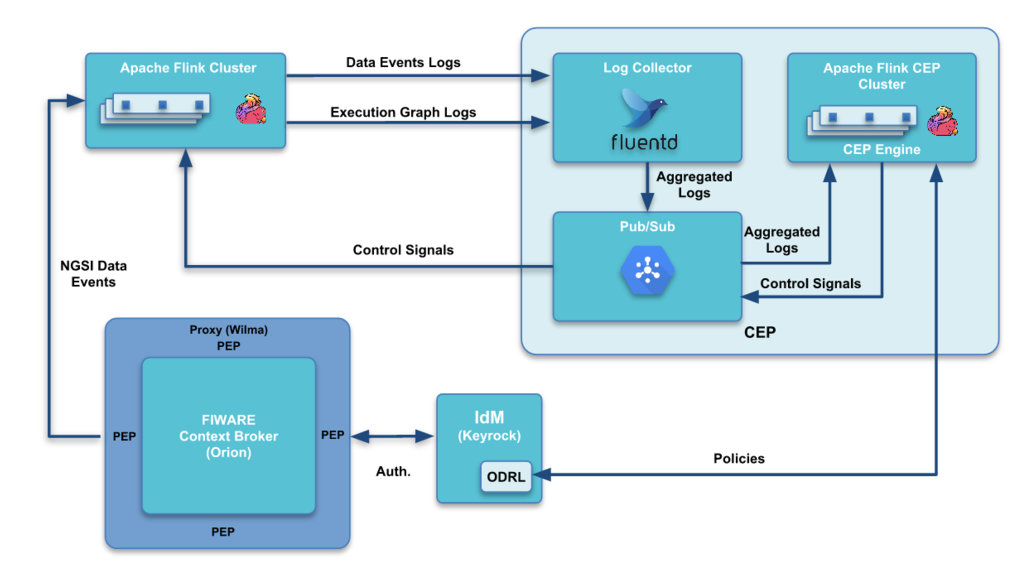 Apache Flink Cluster
Data Events Logs
Execution Graph Logs
Log Collector
fluentd
Apache Flink CEP
Cluster
CEP Engine
Aggregated
Logs
Pub/Sub
Aggregated
Logs
Control Signals
Control Signals
CEP
NGSI Data
Events
Proxy (Wilma)
PEP
PEP
FIWARE
Context Broker
(Orion)
PEP
PEP
Auth.
IdM
(Keyrock)
ODRL
Policies